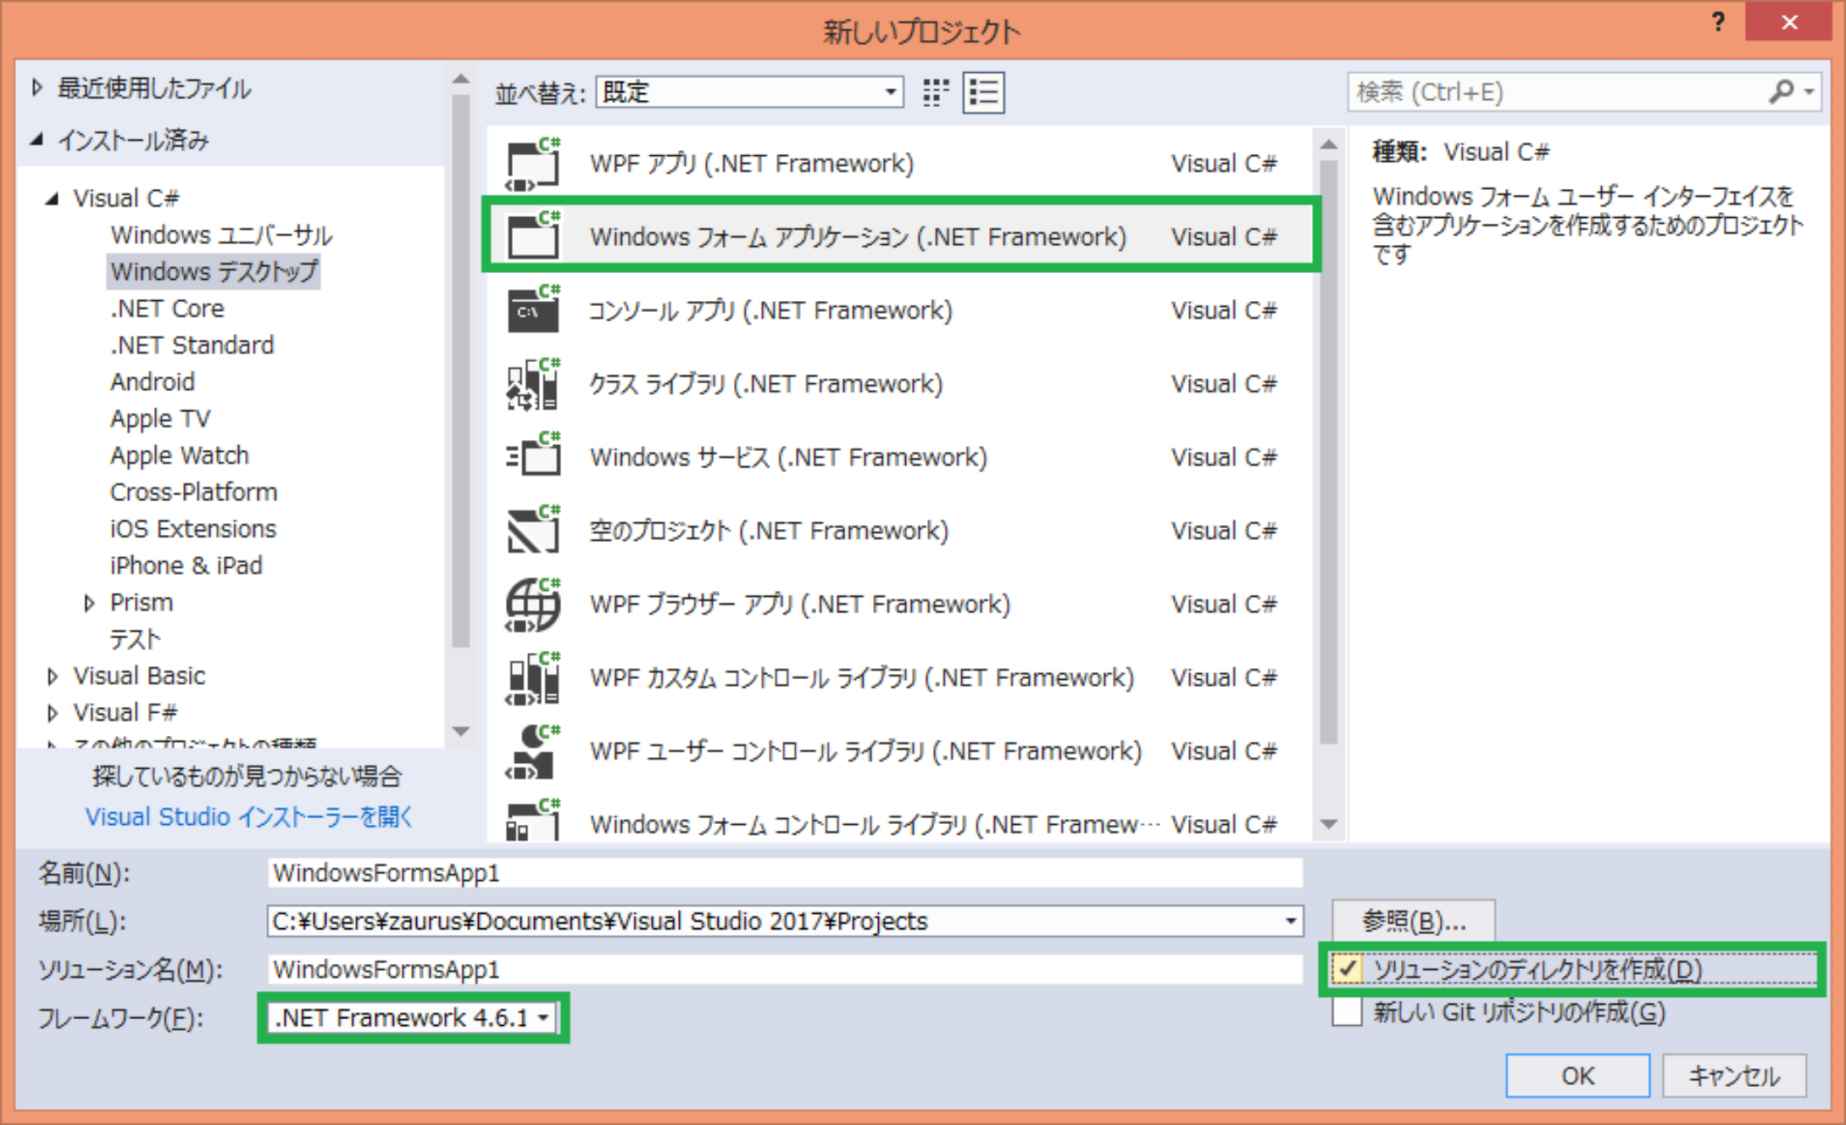 新しいプロジェクト
?
最近使用したファイル
インストール済み
Visual C#
Windows ユニバーサル
Windows デスクトップ
.NET Core
.NET Standard
Android
Apple TV
Apple Watch
Cross-Platform
iOS Extensions
iPhone & iPad
Prism
テスト
Visual Basic
Visual F#
その他のプロジェクトの種類
探しているものが見つからない場合
Visual Studio インストーラーを開く
並べ替え: 既定
WPF アプリ (.NET Framework) Visual C#
Windows フォーム アプリケーション (.NET Framework) Visual C#
コンソール アプリ (.NET Framework) Visual C#
クラス ライブラリ (.NET Framework) Visual C#
Windows サービス (.NET Framework) Visual C#
空のプロジェクト (.NET Framework) Visual C#
WPF ブラウザー アプリ (.NET Framework) Visual C#
WPF カスタム コントロール ライブラリ (.NET Framework) Visual C#
WPF ユーザー コントロール ライブラリ (.NET Framework) Visual C#
Windows フォーム コントロール ライブラリ (.NET Framew… Visual C#
検索 (Ctrl+E)
種類: Visual C#
Windows フォーム ユーザー インターフェイスを
含むアプリケーションを作成するためのプロジェクト
です
名前(N): WindowsFormsApp1
場所(L): C:¥Users¥zaurus¥Documents¥Visual Studio 2017¥Projects
参照(B)...
ソリューション名(M): WindowsFormsApp1
ソリューションのディレクトリを作成(D)
フレームワーク(F): .NET Framework 4.6.1
新しい Git リポジトリの作成(G)
OK
キャンセル